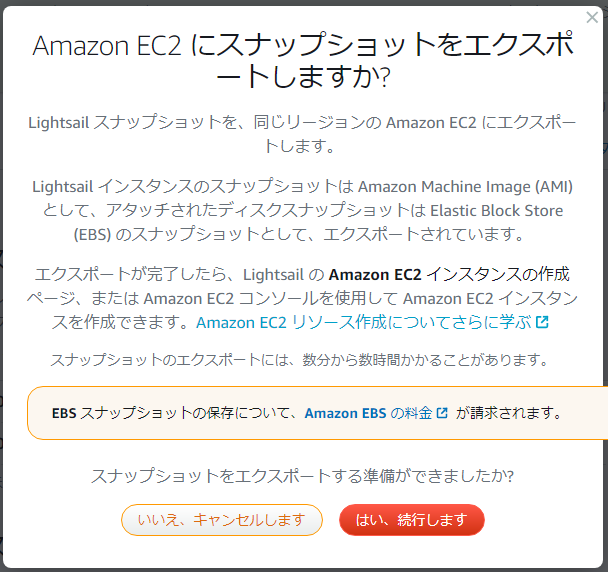 Amazon EC2 にスナップショットをエクスポ
ートしますか?
Lightsail スナップショットを、同じリージョンの Amazon EC2 にエクスポー
トします。
Lightsail インスタンスのスナップショットは Amazon Machine Image (AMI)
として、アタッチされたディスクスナップショットは Elastic Block Store
(EBS) のスナップショットとして、エクスポートされています。
エクスポートが完了したら、Lightsail の Amazon EC2 インスタンスの作成
ページ、または Amazon EC2 コンソールを使用して Amazon EC2 インスタン
スを作成できます。Amazon EC2 リソース作成についてさらに学ぶ
スナップショットのエクスポートには、数分から数時間かかることがあります。
EBS スナップショットの保存について、Amazon EBS の料金 が請求されます。
スナップショットをエクスポートする準備ができましたか?
いいえ、キャンセルします
はい、続行します